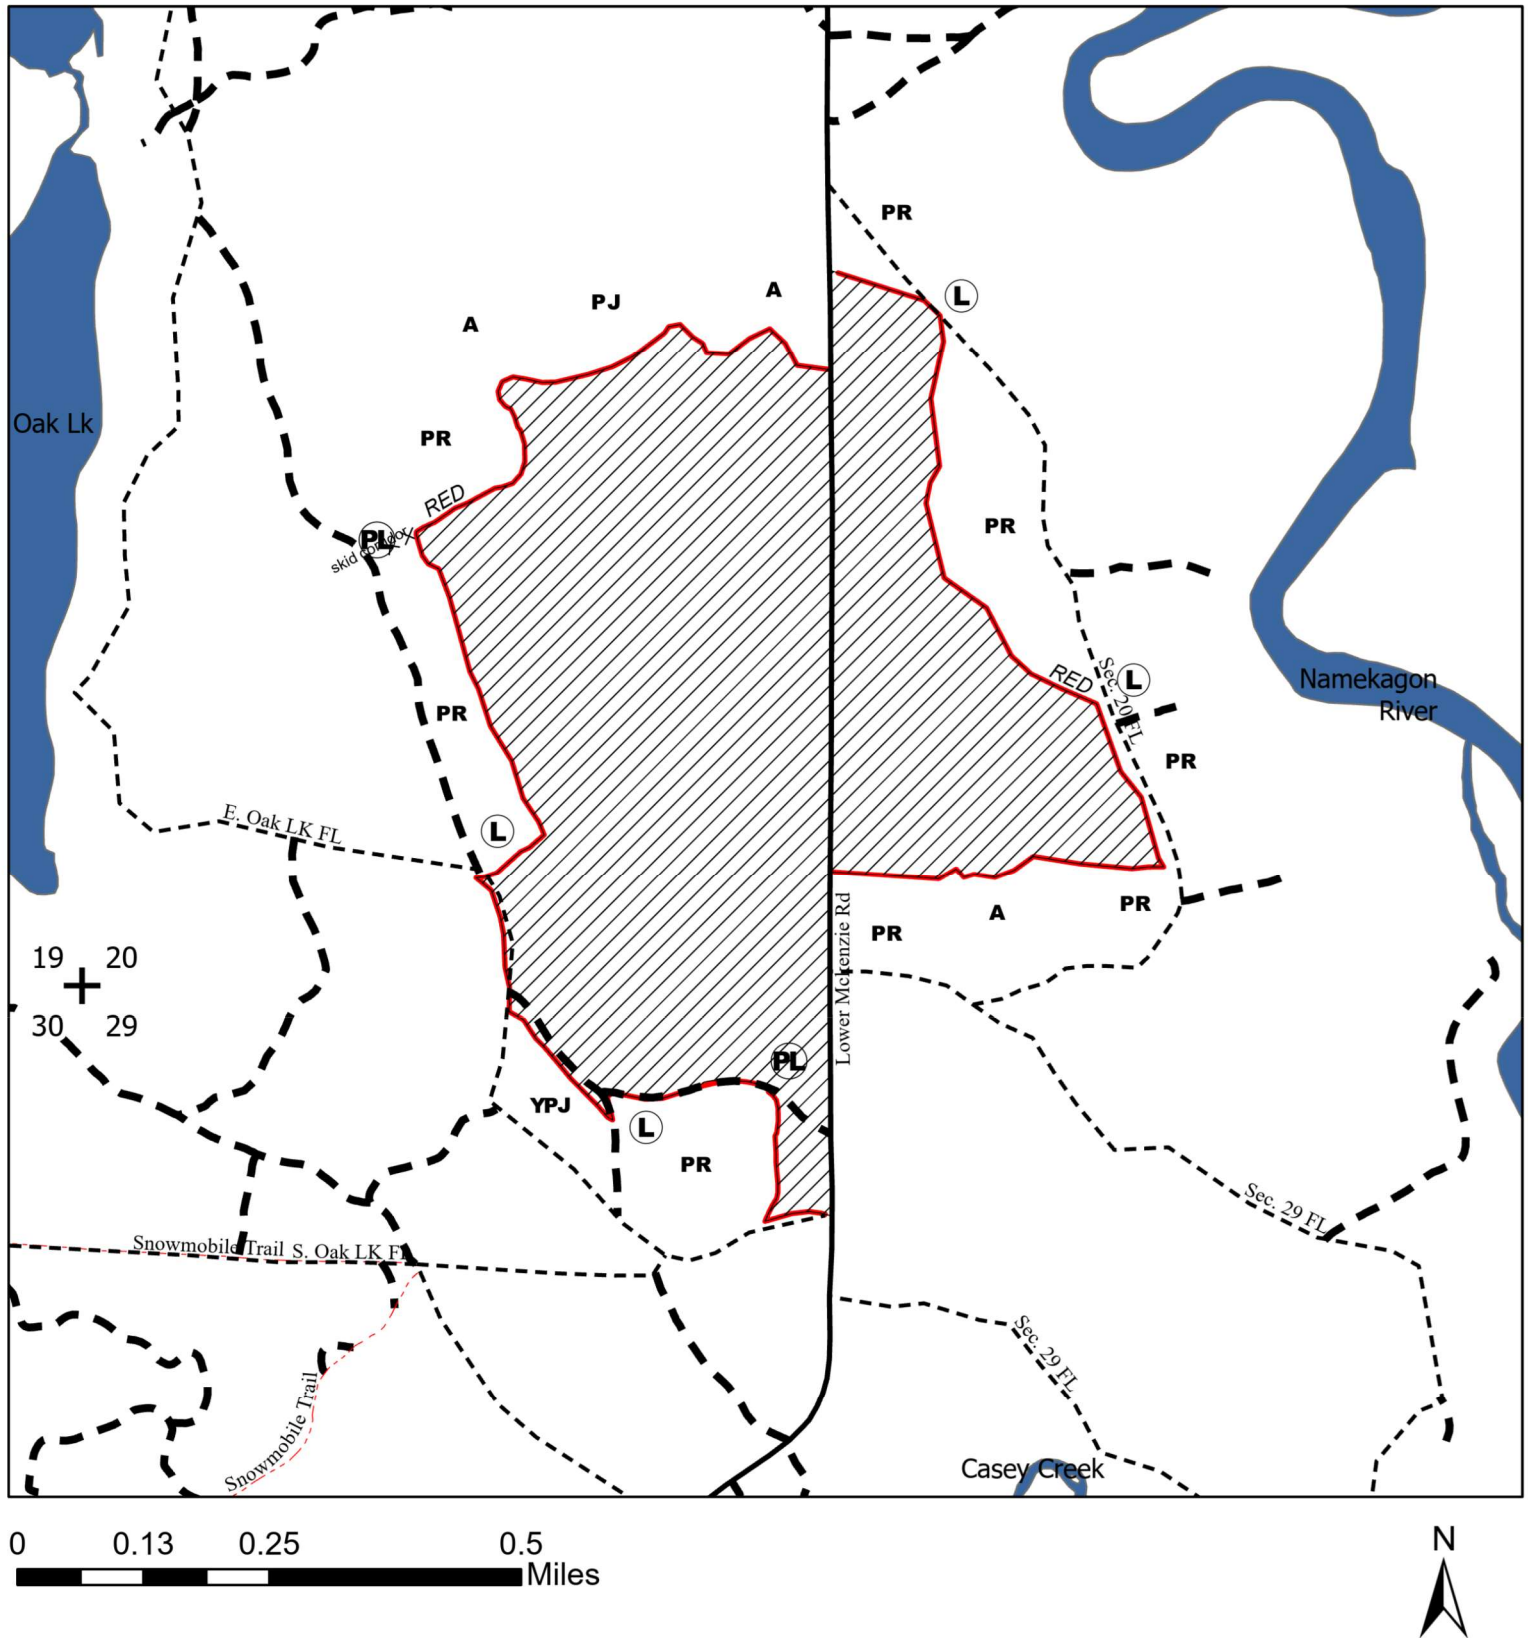 PR
L
A
PJ
A
Oak Lk
PR
RED
PL
skid corridor
PR
RED
Sec. 20 FL
L
Namekagon
River
PR
PR
E. Oak LK FL
L
Lower Mckenzie Rd
PR
A
PR
19 20
30 29
PL
YPJ
L
PR
Sec. 29 FL
Snowmobile Trail
S. Oak LK FL
Sec. 29 FL
Snowmobile Trail
Casey Creek
0 0.13 0.25 0.5
Miles
N